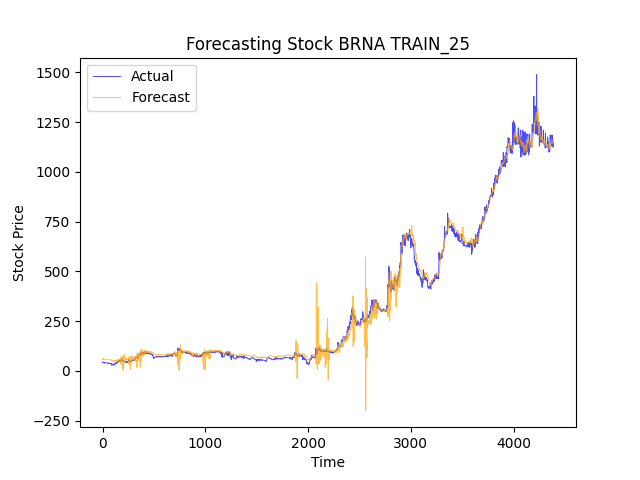 Forecasting Stock BRNA TRAIN_25
Actual
Forecast
1500
1250
1000
750
500
250
0
−250
Stock Price
0 1000 2000 3000 4000
Time